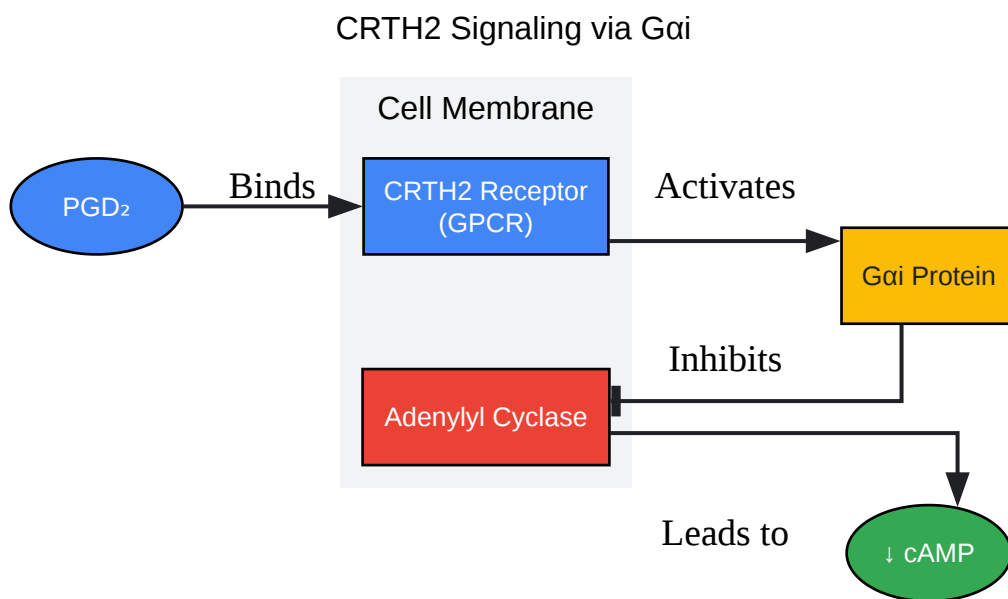 CRTH2 Signaling via Gαi
Cell Membrane
PGD₂
Binds
CRTH2 Receptor
(GPCR)
Activates
Gαi Protein
Inhibits
Adenylyl Cyclase
Leads to
↓ cAMP